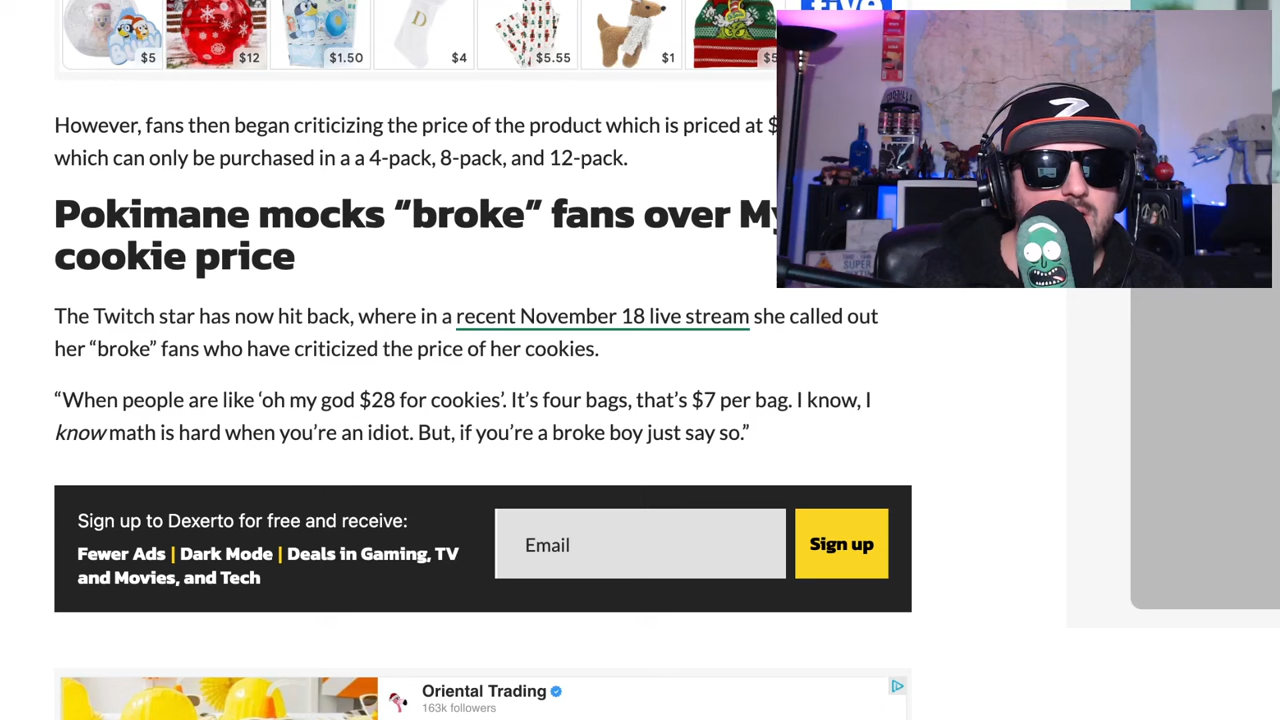 five
$5 $12 $1.50 $4 $5.55 $1
D
However, fans then began criticizing the price of the product which is priced at $
which can only be purchased in a a 4-pack, 8-pack, and 12-pack.
Pokimane mocks “broke” fans over My
cookie price
The Twitch star has now hit back, where in a recent November 18 live stream she called out
her “broke” fans who have criticized the price of her cookies.
“When people are like ‘oh my god $28 for cookies’. It’s four bags, that’s $7 per bag. I know, I
know math is hard when you’re an idiot. But, if you’re a broke boy just say so.”
Sign up to Dexerto for free and receive:
Fewer Ads | Dark Mode | Deals in Gaming, TV
and Movies, and Tech
Email
Sign up
Oriental Trading
163k followers
SUPER